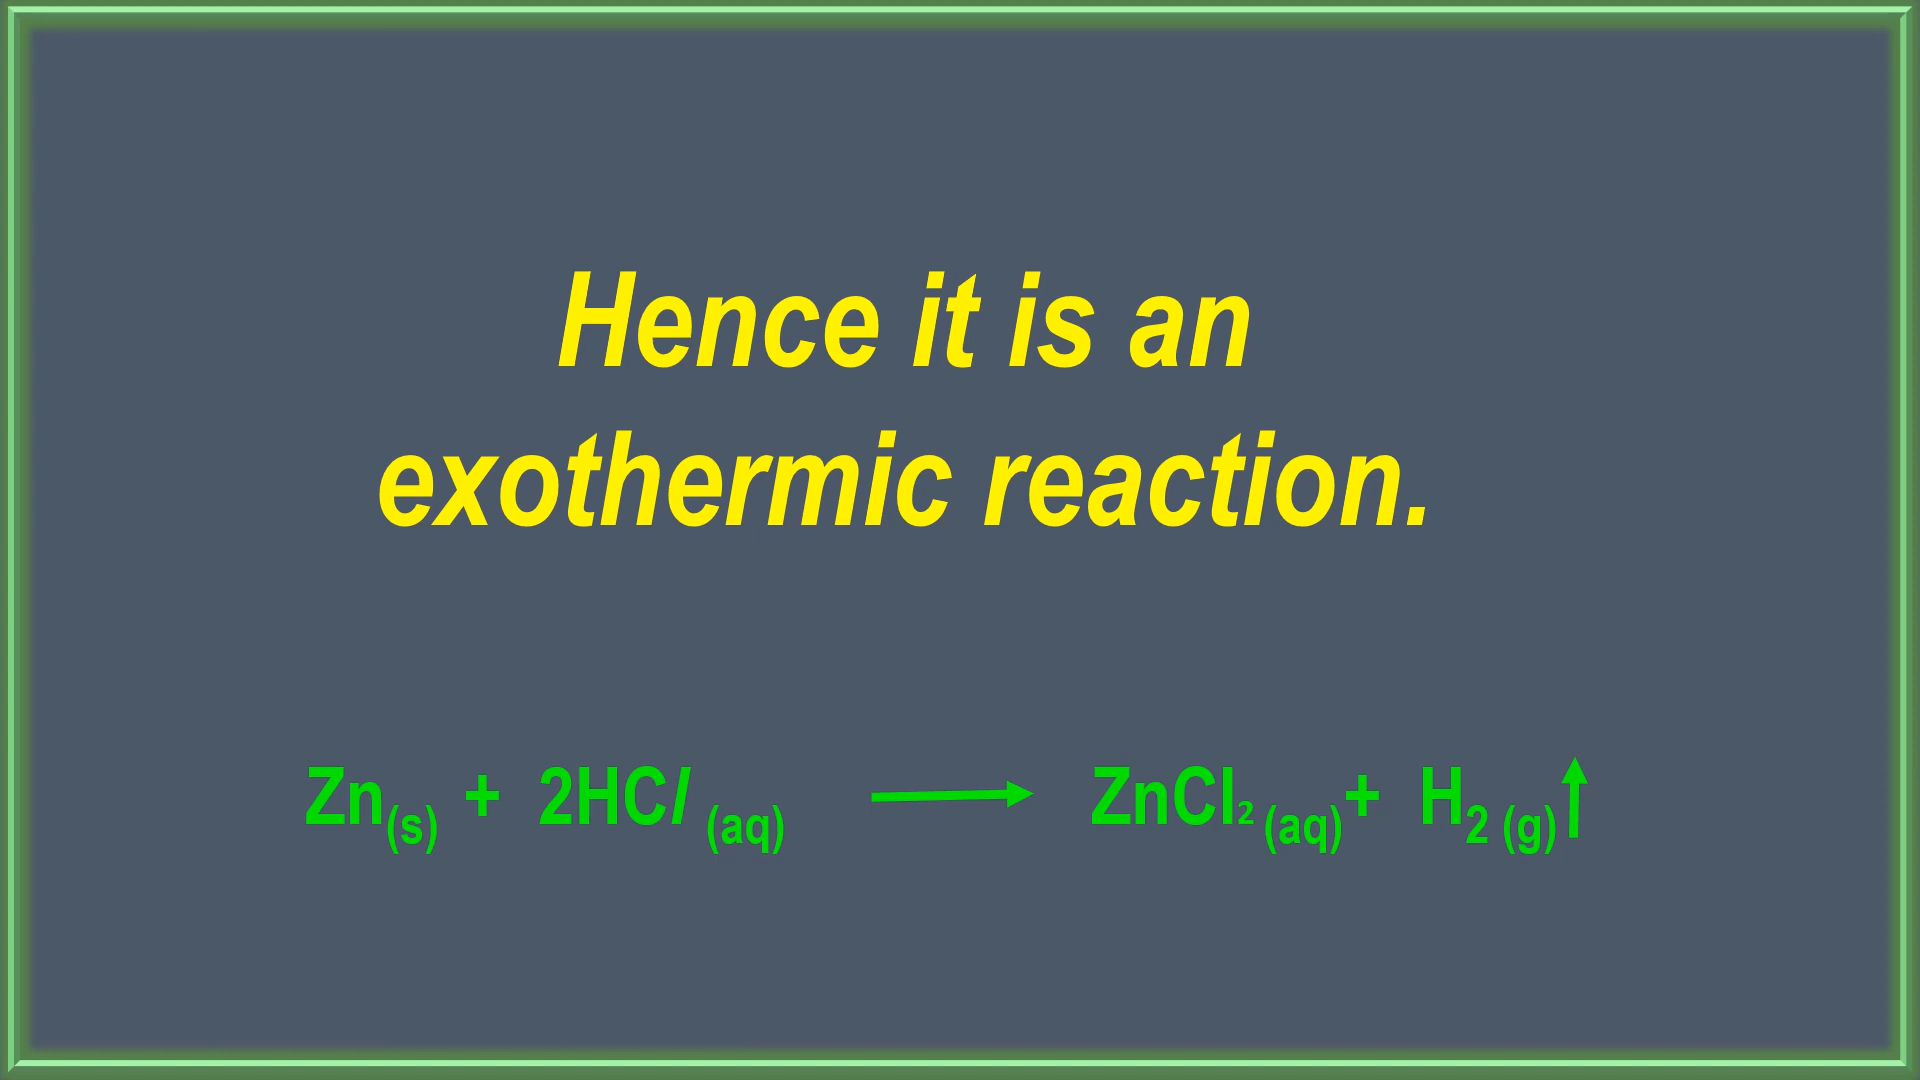 Hence it is an
exothermic reaction.
Zn(s) + 2HCl (aq) ⟶ ZnCl₂ (aq)+ H₂ (g)↑